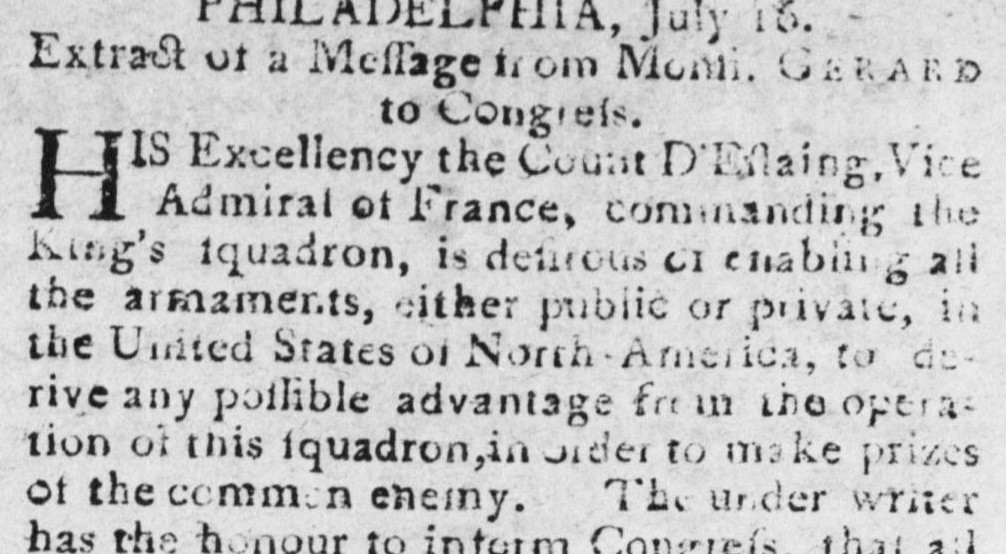 PHILADELPHIA, July 16.
Extract of a Meſſage from Monſ. GERARD
to Congreſs.
HIS Excellency the Count D'Eſtaing, Vice
Admiral of France, commanding the
King's ſquadron, is deſirous of enabling all
the armaments, either public or private, in
the United States of North-America, to de-
rive any poſſible advantage from the opera-
tion of this ſquadron, in order to make prizes
of the common enemy. The under writer
has the honour to inform Congreſs, that all